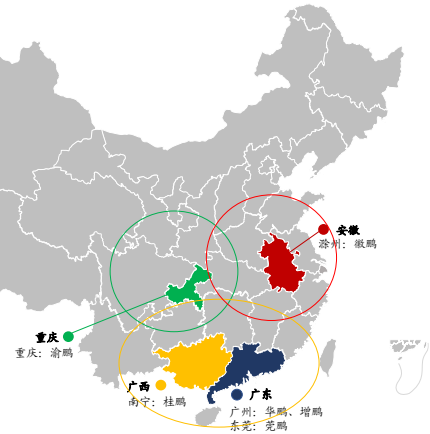 安徽
滁州：徽鹏
重庆
重庆：渝鹏
广西
南宁：桂鹏
广东
广州：华鹏、增鹏
东莞：莞鹏